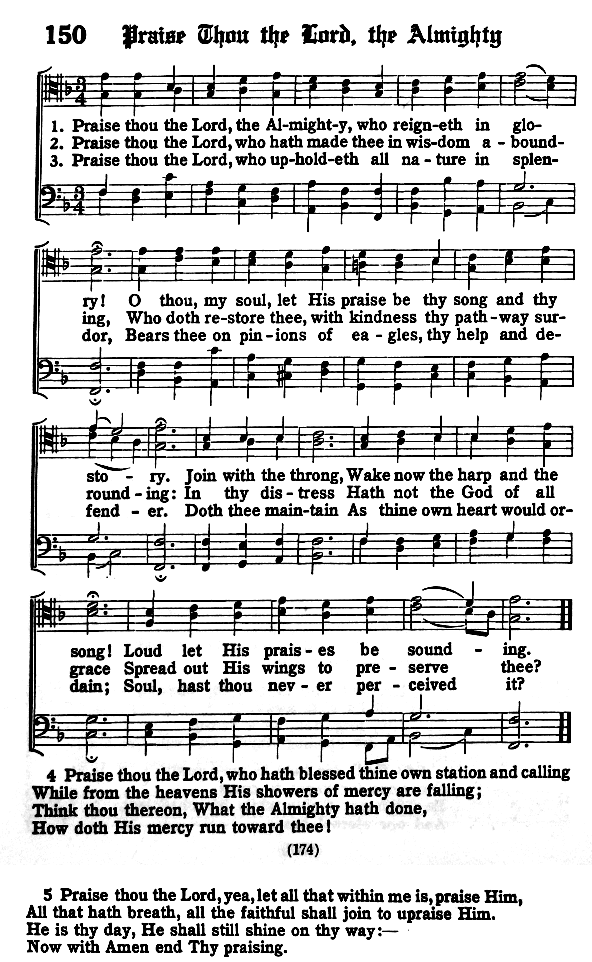 150 Praise Thou the Lord, the Almighty
1. Praise thou the Lord, the Al-might-y, who reign-eth in glo-
2. Praise thou the Lord, who hath made thee in wis-dom a - bound-
3. Praise thou the Lord, who up-hold-eth all na - ture in splen-
ry! O thou, my soul, let His praise be thy song and thy
ing, Who doth re-store thee, with kindness thy path-way sur-
dor, Bears thee on pin-ions of ea - gles, thy help and de-
sto - ry. Join with the throng, Wake now the harp and the
round - ing: In thy dis - tress Hath not the God of all
fend - er. Doth thee main-tain As thine own heart would or-
song! Loud let His prais - es be sound - ing.
grace Spread out His wings to pre - serve thee?
dain; Soul, hast thou nev - er per - ceived it?
4 Praise thou the Lord, who hath blessed thine own station and calling
While from the heavens His showers of mercy are falling;
Think thou thereon, What the Almighty hath done,
How doth His mercy run toward thee!
(174)
5 Praise thou the Lord, yea, let all that within me is, praise Him,
All that hath breath, all the faithful shall join to upraise Him.
He is thy day, He shall still shine on thy way:—
Now with Amen end Thy praising.